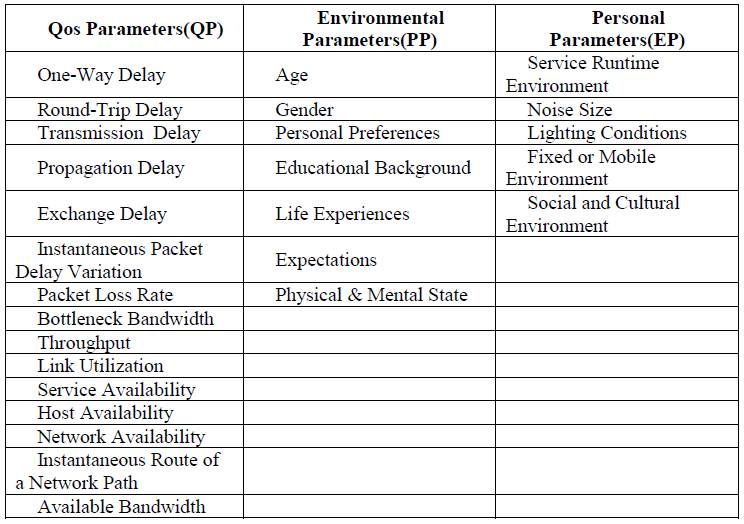 Qos Parameters(QP)
Environmental
Parameters(PP)
Personal
Parameters(EP)
One-Way Delay
Age
Service Runtime
Environment
Round-Trip Delay
Gender
Noise Size
Transmission Delay
Personal Preferences
Lighting Conditions
Propagation Delay
Educational Background
Fixed or Mobile
Environment
Exchange Delay
Life Experiences
Social and Cultural
Environment
Instantaneous Packet
Delay Variation
Expectations
Packet Loss Rate
Physical & Mental State
Bottleneck Bandwidth
Throughput
Link Utilization
Service Availability
Host Availability
Network Availability
Instantaneous Route of
a Network Path
Available Bandwidth